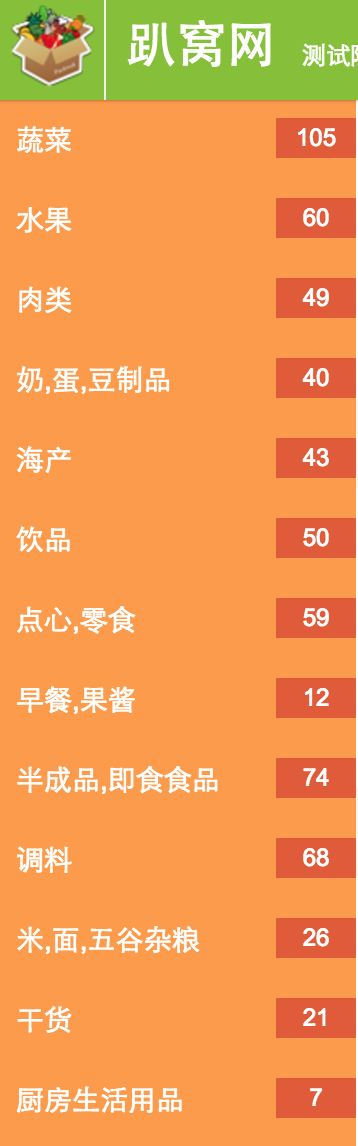 趴窝网 测试
蔬菜 105
水果 60
肉类 49
奶,蛋,豆制品 40
海产 43
饮品 50
点心,零食 59
早餐,果酱 12
半成品,即食食品 74
调料 68
米,面,五谷杂粮 26
干货 21
厨房生活用品 7